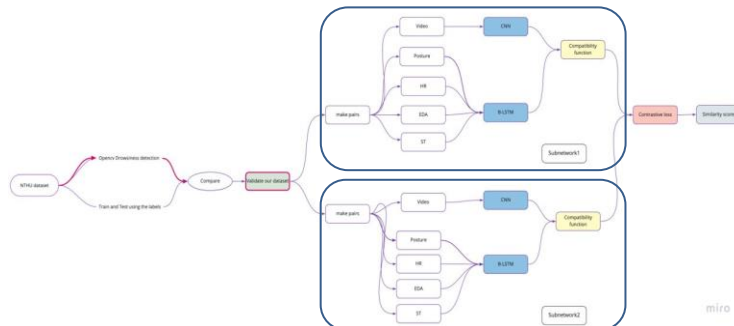 Video
CNN
Compatibility
function
Posture
HR
make pairs
N-LSTM
EDA
ST
Contrastive loss
Similarity score
Subnetwork1
Opencv Drowsiness detection
NTHU dataset
Compare
Validate our dataset
Train and Test using the labels
Video
CNN
make pairs
Compatibility
function
Posture
HR
N-LSTM
EDA
ST
Subnetwork2
miro